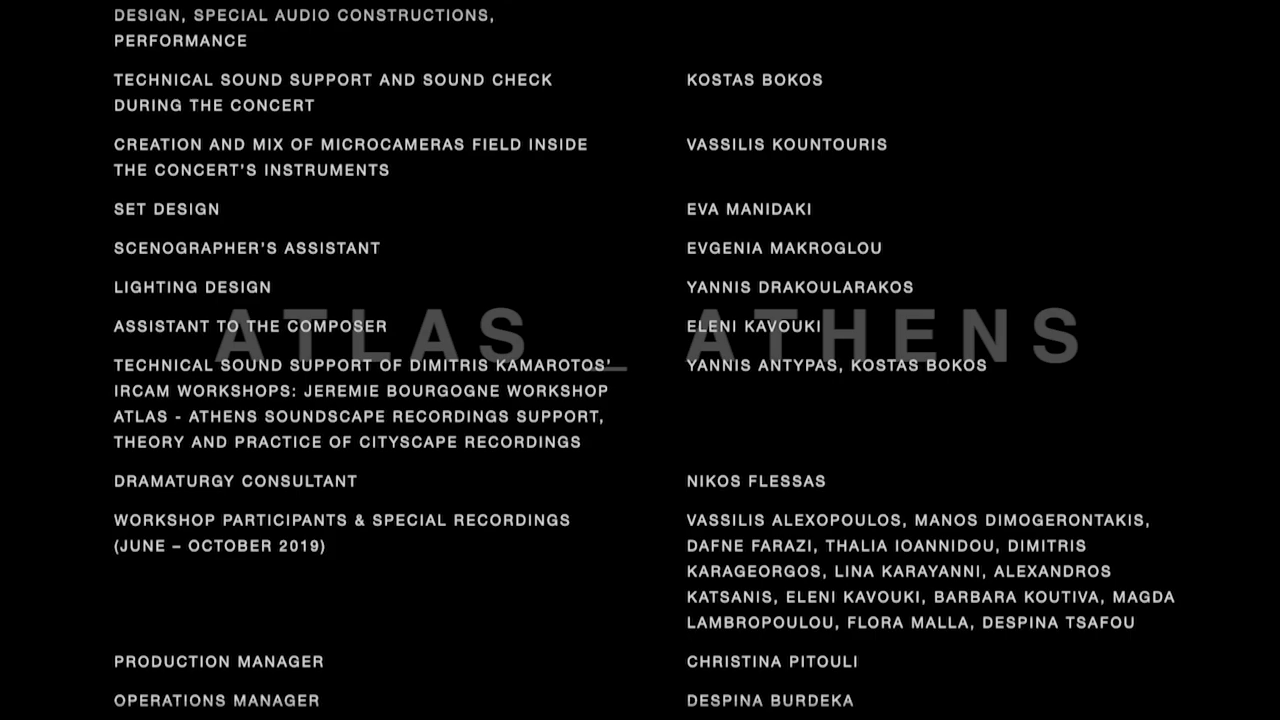 DESIGN, SPECIAL AUDIO CONSTRUCTIONS,
PERFORMANCE
TECHNICAL SOUND SUPPORT AND SOUND CHECK
DURING THE CONCERT
KOSTAS BOKOS
CREATION AND MIX OF MICROCAMERAS FIELD INSIDE
THE CONCERT'S INSTRUMENTS
VASSILIS KOUNTOURIS
SET DESIGN
EVA MANIDAKI
SCENOGRAPHER'S ASSISTANT
EVGENIA MAKROGLOU
LIGHTING DESIGN
YANNIS DRAKOULARAKOS
ATLAS _ ATHENS
ASSISTANT TO THE COMPOSER
ELENI KAVOUKI
TECHNICAL SOUND SUPPORT OF DIMITRIS KAMAROTOS'
IRCAM WORKSHOPS: JEREMIE BOURGOGNE WORKSHOP
ATLAS - ATHENS SOUNDSCAPE RECORDINGS SUPPORT,
THEORY AND PRACTICE OF CITYSCAPE RECORDINGS
YANNIS ANTYPAS, KOSTAS BOKOS
DRAMATURGY CONSULTANT
NIKOS FLESSAS
WORKSHOP PARTICIPANTS & SPECIAL RECORDINGS
(JUNE – OCTOBER 2019)
VASSILIS ALEXOPOULOS, MANOS DIMOGERONTAKIS,
DAFNE FARAZI, THALIA IOANNIDOU, DIMITRIS
KARAGEORGOS, LINA KARAYANNI, ALEXANDROS
KATSANIS, ELENI KAVOUKI, BARBARA KOUTIVA, MAGDA
LAMBROPOULOU, FLORA MALLA, DESPINA TSAFOU
PRODUCTION MANAGER
CHRISTINA PITOULI
OPERATIONS MANAGER
DESPINA BURDEKA